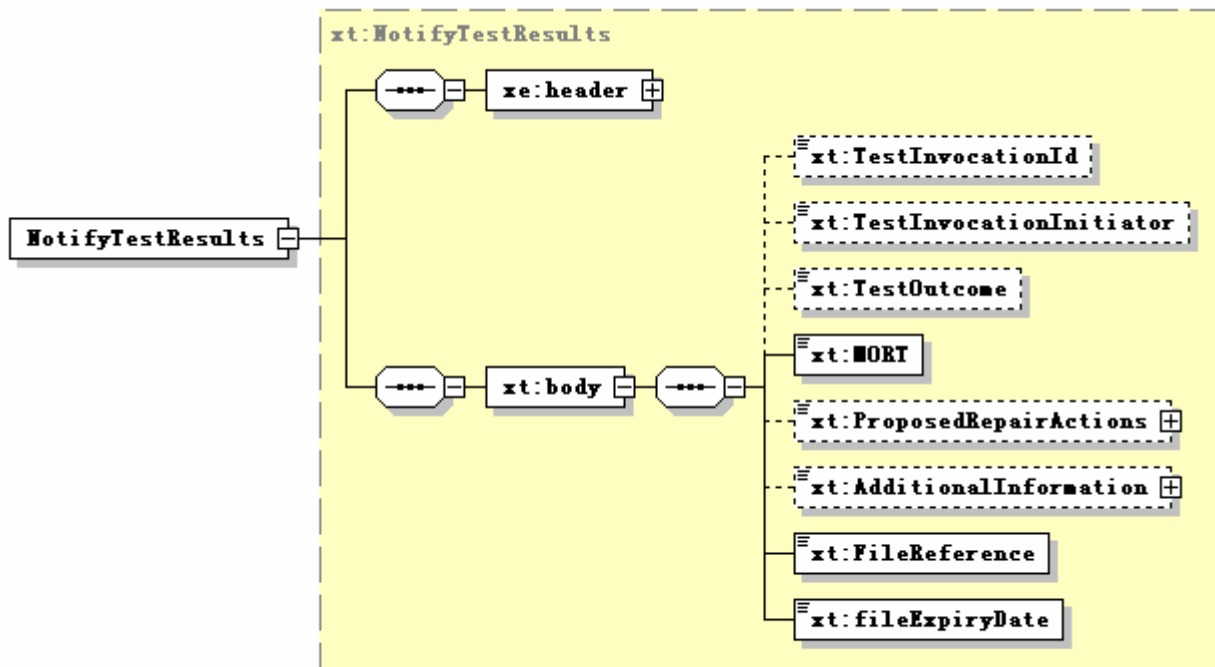 xt:NotifyTestResults
xe:header
xt:TestInvocationId
xt:TestInvocationInitiator
NotifyTestResults
xt:TestOutcome
xt:MORT
xt:body
xt:ProposedRepairActions
xt:AdditionalInformation
xt:FileReference
xt:fileExpiryDate